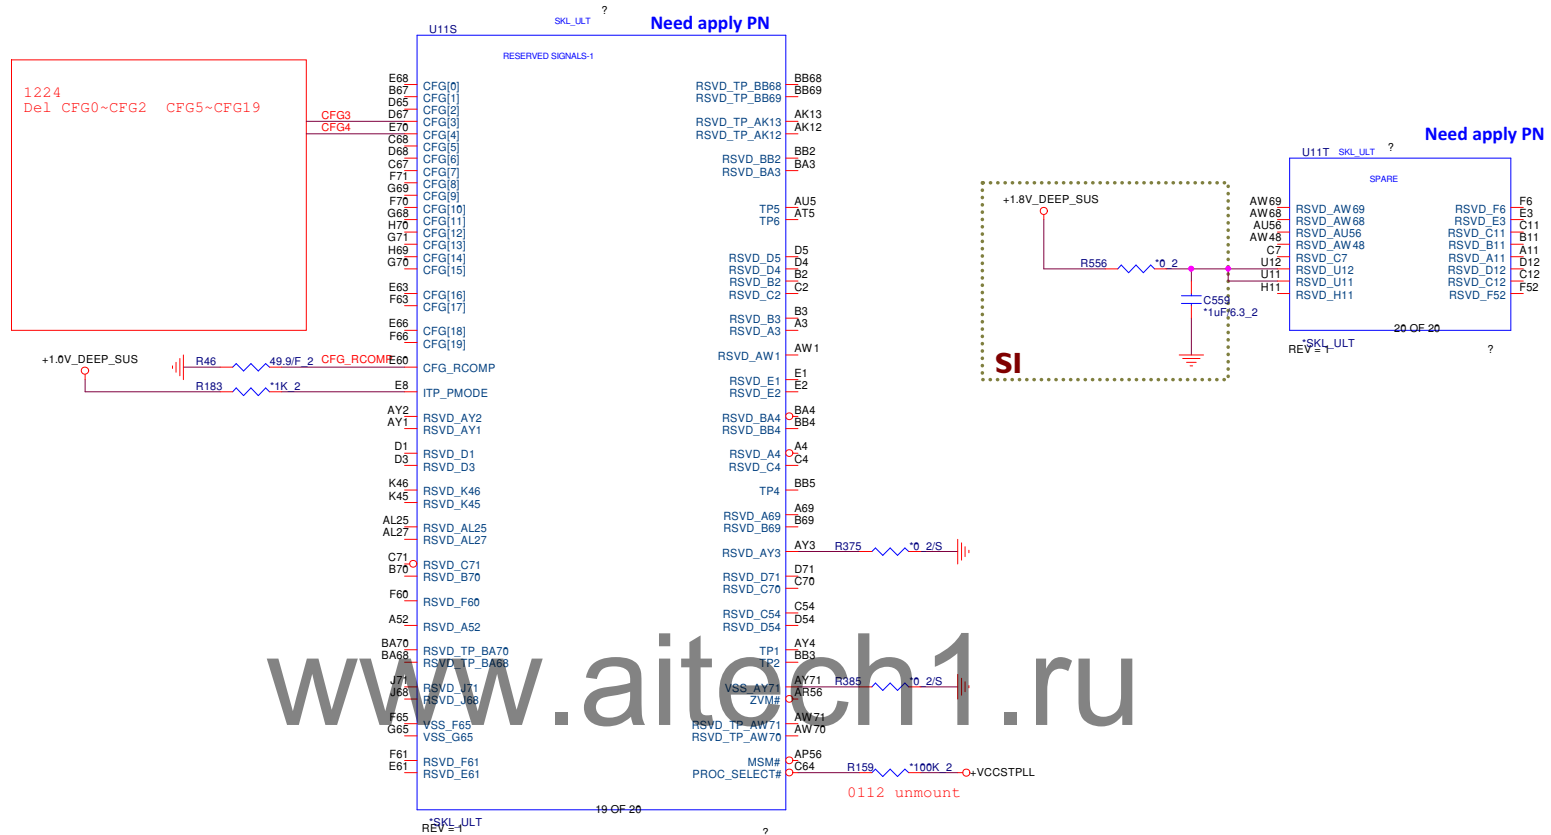 ?
SKL_ULT
Need apply PN
U11S
RESERVED SIGNALS-1
1224
Del CFG0~CFG2 CFG5~CFG19
CFG3
CFG4
E68 CFG[0]
B67 CFG[1]
D65 CFG[2]
D67 CFG[3]
E70 CFG[4]
C68 CFG[5]
D68 CFG[6]
C67 CFG[7]
F71 CFG[8]
G69 CFG[9]
F70 CFG[10]
G68 CFG[11]
H70 CFG[12]
G71 CFG[13]
H69 CFG[14]
G70 CFG[15]
E63 CFG[16]
F63 CFG[17]
E66 CFG[18]
F66 CFG[19]
+1.0V_DEEP_SUS
R46 49.9/F_2 CFG_RCOMP E60 CFG_RCOMP
R183 *1K_2 E8 ITP_PMODE
AY2 RSVD_AY2
AY1 RSVD_AY1
D1 RSVD_D1
D3 RSVD_D3
K46 RSVD_K46
K45 RSVD_K45
AL25 RSVD_AL25
AL27 RSVD_AL27
C71 RSVD_C71
B70 RSVD_B70
F60 RSVD_F60
A52 RSVD_A52
BA70 RSVD_TP_BA70
BA68 RSVD_TP_BA68
J71 RSVD_J71
J68 RSVD_J68
F65 VSS_F65
G65 VSS_G65
F61 RSVD_F61
E61 RSVD_E61
RSVD_TP_BB68 BB68
RSVD_TP_BB69 BB69
RSVD_TP_AK13 AK13
RSVD_TP_AK12 AK12
RSVD_BB2 BB2
RSVD_BA3 BA3
TP5 AU5
TP6 AT5
RSVD_D5 D5
RSVD_D4 D4
RSVD_B2 B2
RSVD_C2 C2
RSVD_B3 B3
RSVD_A3 A3
RSVD_AW1 AW1
RSVD_E1 E1
RSVD_E2 E2
RSVD_BA4 BA4
RSVD_BB4 BB4
RSVD_A4 A4
RSVD_C4 C4
TP4 BB5
RSVD_A69 A69
RSVD_B69 B69
RSVD_AY3 AY3 R375 *0_2/S
RSVD_D71 D71
RSVD_C70 C70
RSVD_C54 C54
RSVD_D54 D54
TP1 AY4
TP2 BB3
VSS_AY71 AY71 R385 *0_2/S
ZVM# AR56
RSVD_TP_AW71 AW71
RSVD_TP_AW70 AW70
MSM# AP56
PROC_SELECT# C64 R159 *100K_2 +VCCSTPLL
0112 unmount
19 OF 20
*SKL_ULT
REV = 1
?
www.aitech1.ru
Need apply PN
U11T SKL_ULT ?
SPARE
+1.8V_DEEP_SUS
R556 *0_2
C559
*1uF/6.3_2
SI
AW69 RSVD_AW69
AW68 RSVD_AW68
AU56 RSVD_AU56
AW48 RSVD_AW48
C7 RSVD_C7
U12 RSVD_U12
U11 RSVD_U11
H11 RSVD_H11
RSVD_F6 F6
RSVD_E3 E3
RSVD_C11 C11
RSVD_B11 B11
RSVD_A11 A11
RSVD_D12 D12
RSVD_C12 C12
RSVD_F52 F52
20 OF 20
*SKL_ULT
REV = 1
?